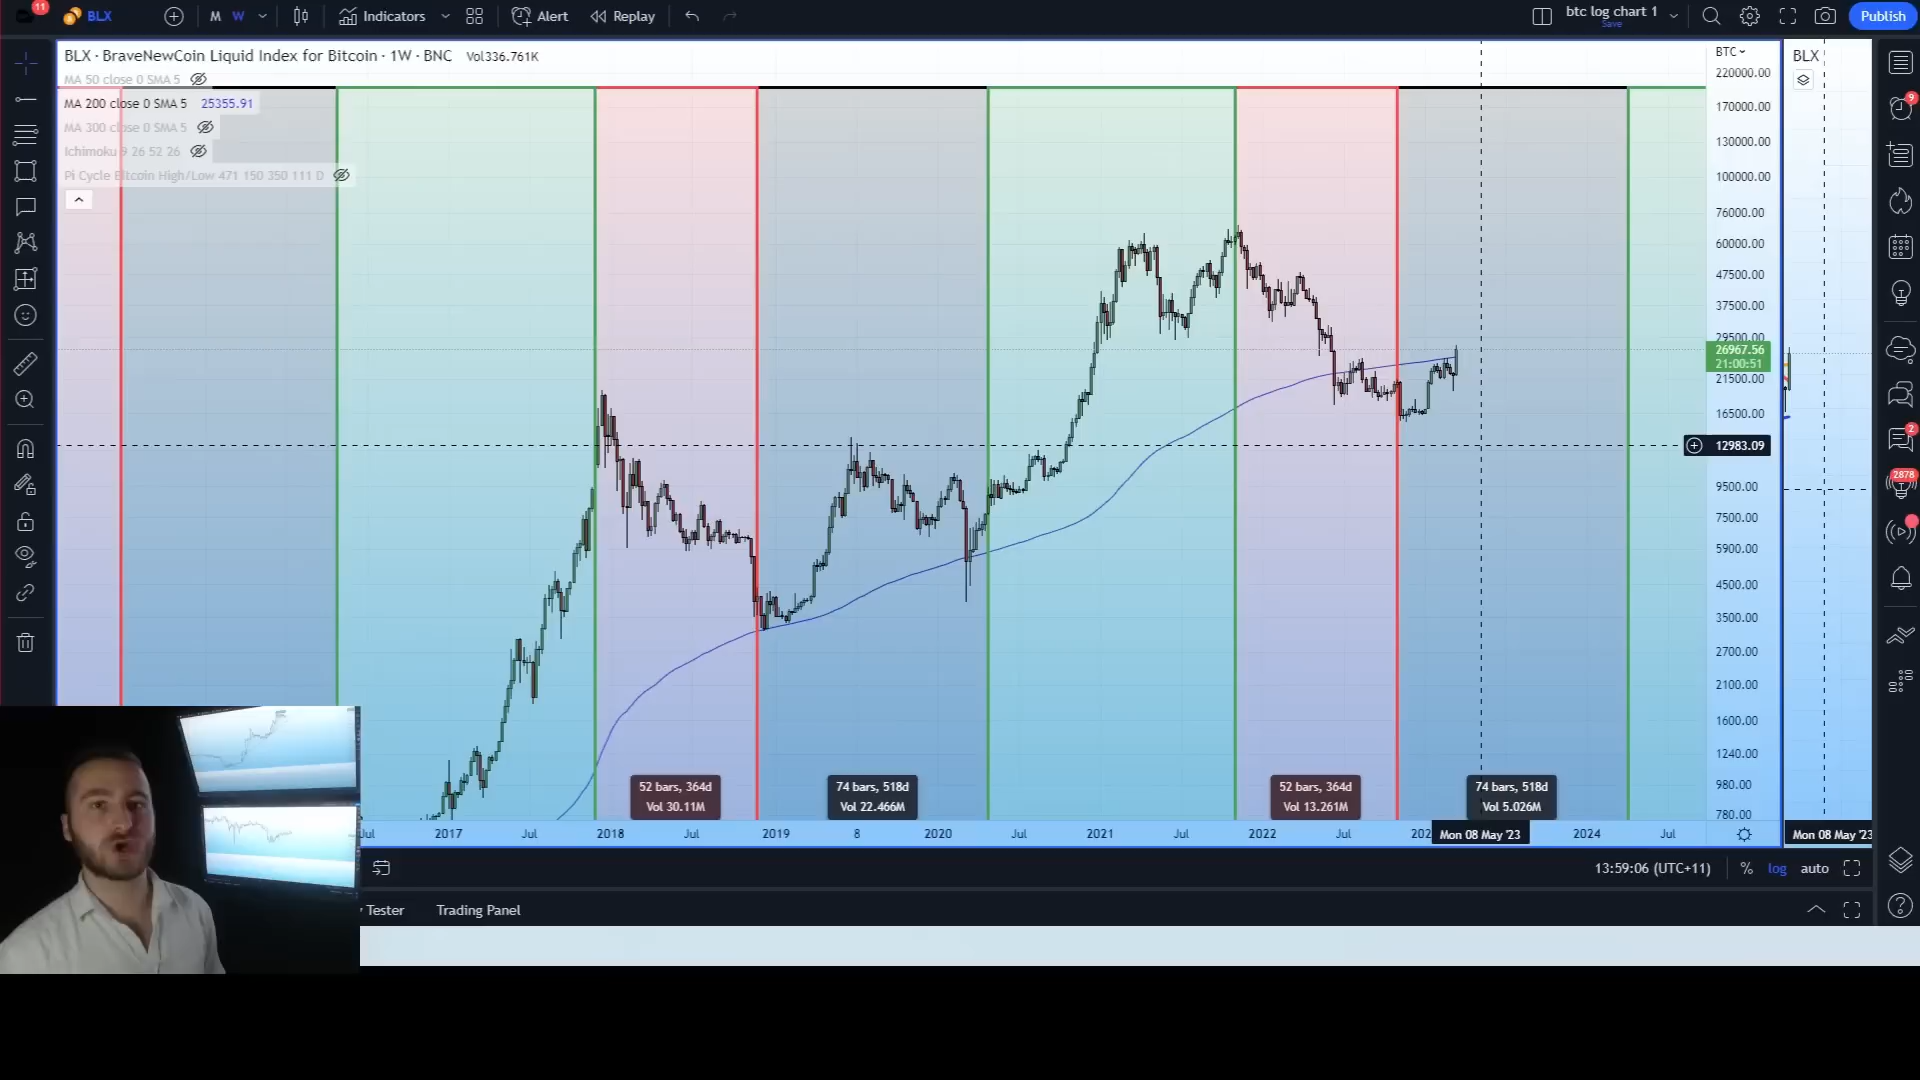 11
BLX
M W
Indicators
Alert
Replay
btc log chart 1
Save
Publish
BLX · BraveNewCoin Liquid Index for Bitcoin · 1W · BNC Vol336.761K
MA 50 close 0 SMA 5
MA 200 close 0 SMA 5 25355.91
MA 300 close 0 SMA 5
Ichimoku 9 26 52 26
Pi Cycle Bitcoin High/Low 471 150 350 111 D
BTC
220000.00
170000.00
130000.00
100000.00
76000.00
60000.00
47500.00
37500.00
29500.00
26967.56
21:00:51
21500.00
16500.00
12983.09
9500.00
7500.00
5900.00
4500.00
3500.00
2700.00
2100.00
1600.00
1240.00
980.00
780.00
BLX
9
2
2878
52 bars, 364d
Vol 30.11M
74 bars, 518d
Vol 22.466M
52 bars, 364d
Vol 13.261M
74 bars, 518d
Vol 5.026M
Jul 2017 Jul 2018 Jul 2019 8 2020 Jul 2021 Jul 2022 Jul 202 Mon 08 May '23 2024 Jul
Mon 08 May '23
13:59:06 (UTC+11) % log auto
Tester Trading Panel